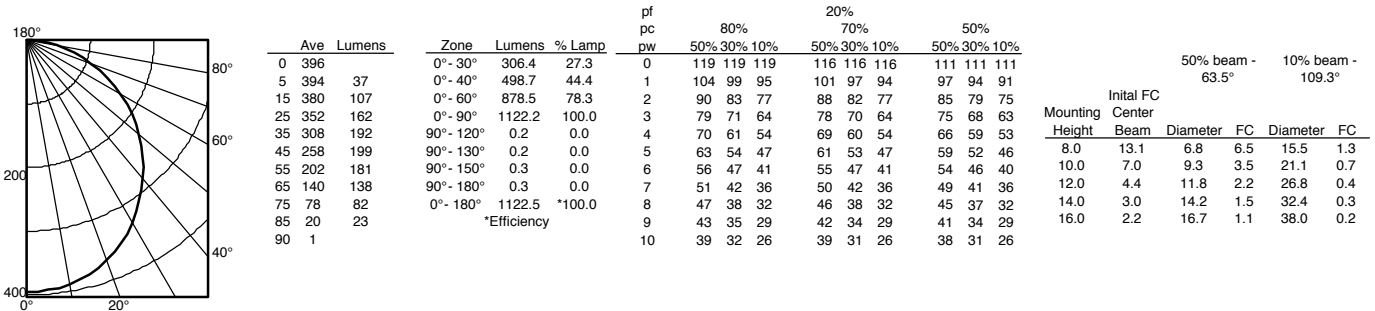 180°
80°
60°
200
40°
400
0° 20°
Ave Lumens
0 396
5 394 37
15 380 107
25 352 162
35 308 192
45 258 199
55 202 181
65 140 138
75 78 82
85 20 23
90 1
Zone Lumens % Lamp
0°- 30° 306.4 27.3
0°- 40° 498.7 44.4
0°- 60° 878.5 78.3
0°- 90° 1122.2 100.0
90°- 120° 0.2 0.0
90°- 130° 0.2 0.0
90°- 150° 0.3 0.0
90°- 180° 0.3 0.0
0°- 180° 1122.5 *100.0
*Efficiency
pf 20%
pc 80% 70% 50%
pw 50% 30% 10% 50% 30% 10% 50% 30% 10%
0 119 119 119 116 116 116 111 111 111
1 104 99 95 101 97 94 97 94 91
2 90 83 77 88 82 77 85 79 75
3 79 71 64 78 70 64 75 68 63
4 70 61 54 69 60 54 66 59 53
5 63 54 47 61 53 47 59 52 46
6 56 47 41 55 47 41 54 46 40
7 51 42 36 50 42 36 49 41 36
8 47 38 32 46 38 32 45 37 32
9 43 35 29 42 34 29 41 34 29
10 39 32 26 39 31 26 38 31 26
50% beam - 10% beam -
63.5° 109.3°
Inital FC
Mounting Center
Height Beam Diameter FC Diameter FC
8.0 13.1 6.8 6.5 15.5 1.3
10.0 7.0 9.3 3.5 21.1 0.7
12.0 4.4 11.8 2.2 26.8 0.4
14.0 3.0 14.2 1.5 32.4 0.3
16.0 2.2 16.7 1.1 38.0 0.2